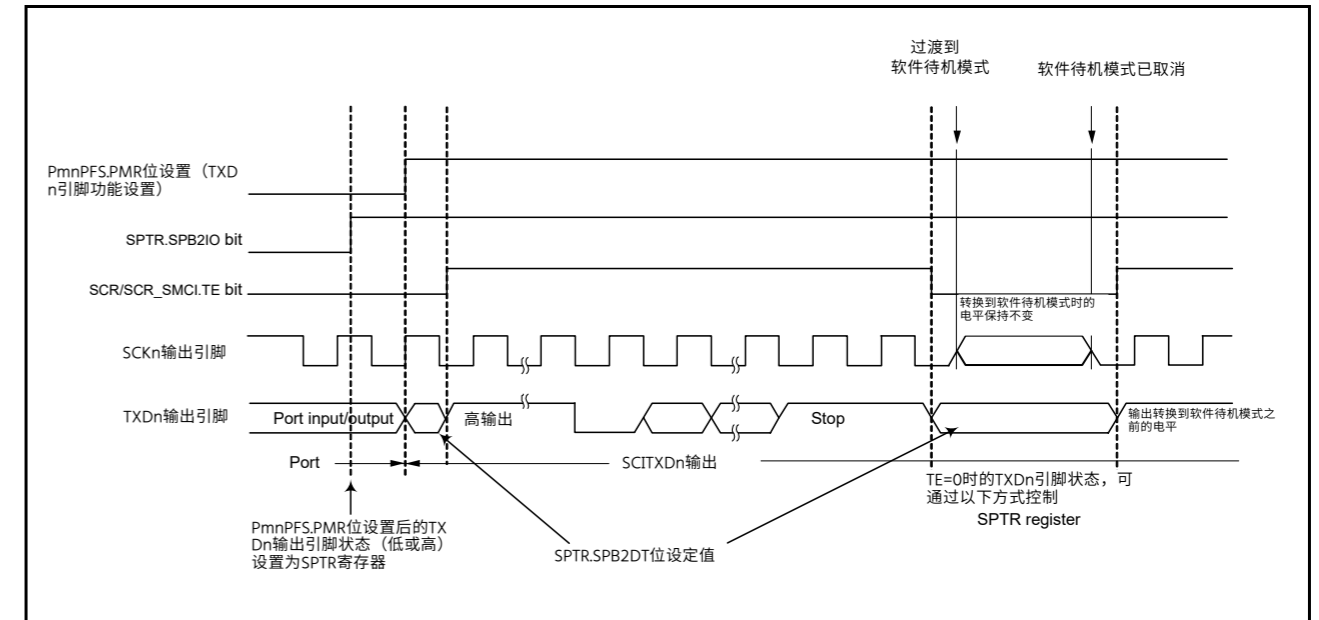 过渡到
软件待机模式
软件待机模式已取消
PmnPFS.PMR位设置（TXD
n引脚功能设置）
SPTR.SPB2IO bit
SCR/SCR_SMCI.TE bit
转换到软件待机模式时的
电平保持不变
SCKn输出引脚
TXDn输出引脚
Port input/output
高输出
Stop
输出转换到软件待机模式之
前的电平
Port
SCITXDn输出
TE=0时的TXDn引脚状态，可
通过以下方式控制
SPTR register
PmnPFS.PMR位设置后的TX
Dn输出引脚状态（低或高）
设置为SPTR寄存器
SPTR.SPB2DT位设定值